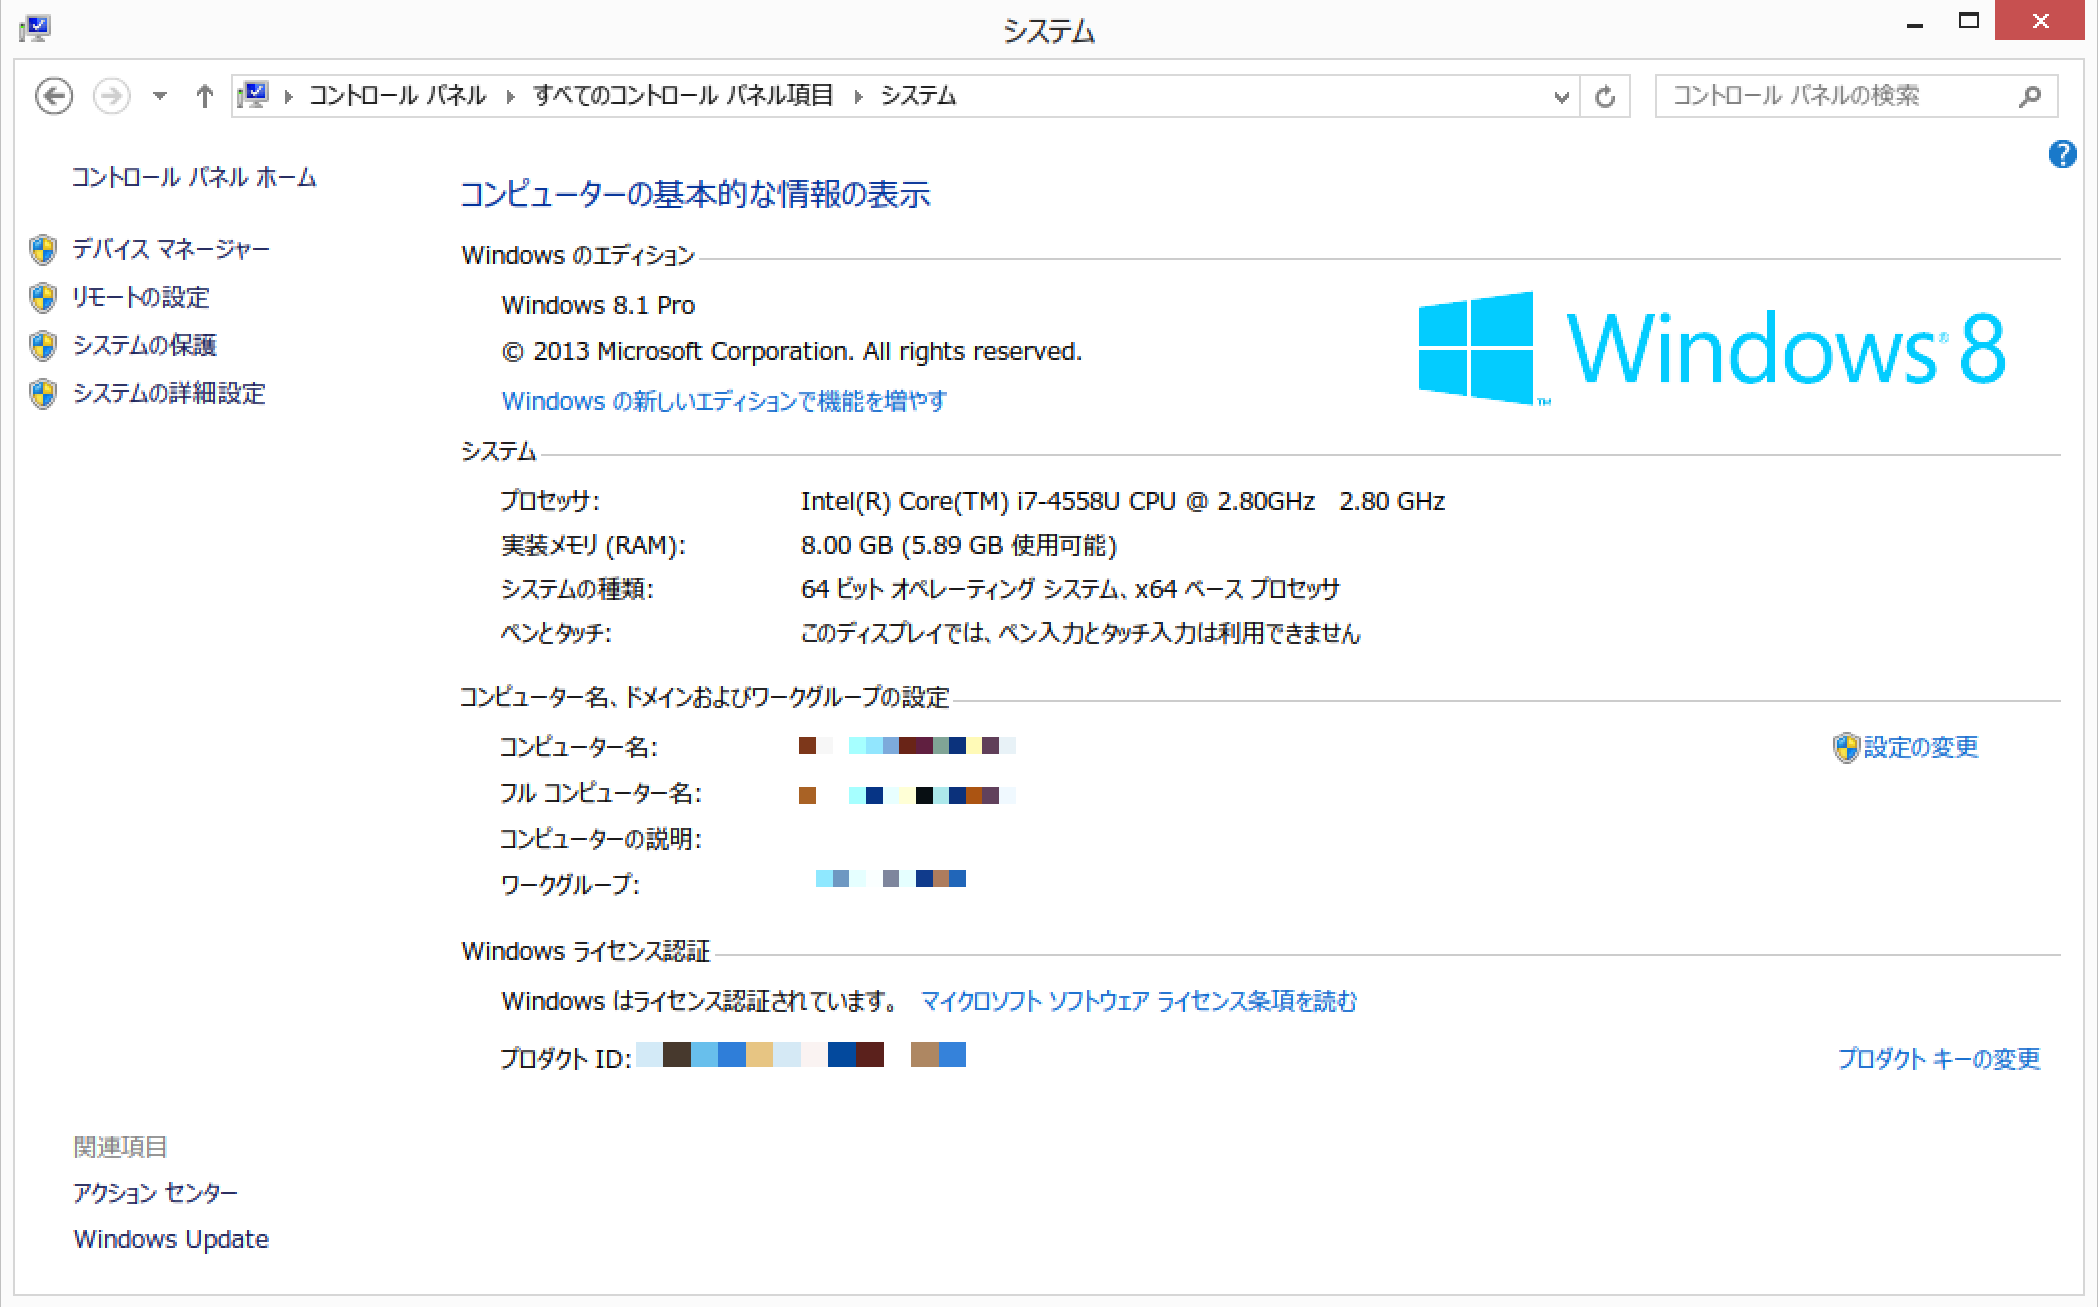 システム
コントロール パネル すべてのコントロール パネル項目 システム
コントロール パネルの検索
?
コントロール パネル ホーム
デバイス マネージャー
リモートの設定
システムの保護
システムの詳細設定
コンピューターの基本的な情報の表示
Windows のエディション
Windows 8.1 Pro
© 2013 Microsoft Corporation. All rights reserved.
Windows の新しいエディションで機能を増やす
Windows® 8
TM
システム
プロセッサ: Intel(R) Core(TM) i7-4558U CPU @ 2.80GHz 2.80 GHz
実装メモリ (RAM): 8.00 GB (5.89 GB 使用可能)
システムの種類: 64 ビット オペレーティング システム、x64 ベース プロセッサ
ペンとタッチ: このディスプレイでは、ペン入力とタッチ入力は利用できません
コンピューター名、ドメインおよびワークグループの設定
コンピューター名:
設定の変更
フル コンピューター名:
コンピューターの説明:
ワークグループ:
Windows ライセンス認証
Windows はライセンス認証されています。 マイクロソフト ソフトウェア ライセンス条項を読む
プロダクト ID:
プロダクト キーの変更
関連項目
アクション センター
Windows Update